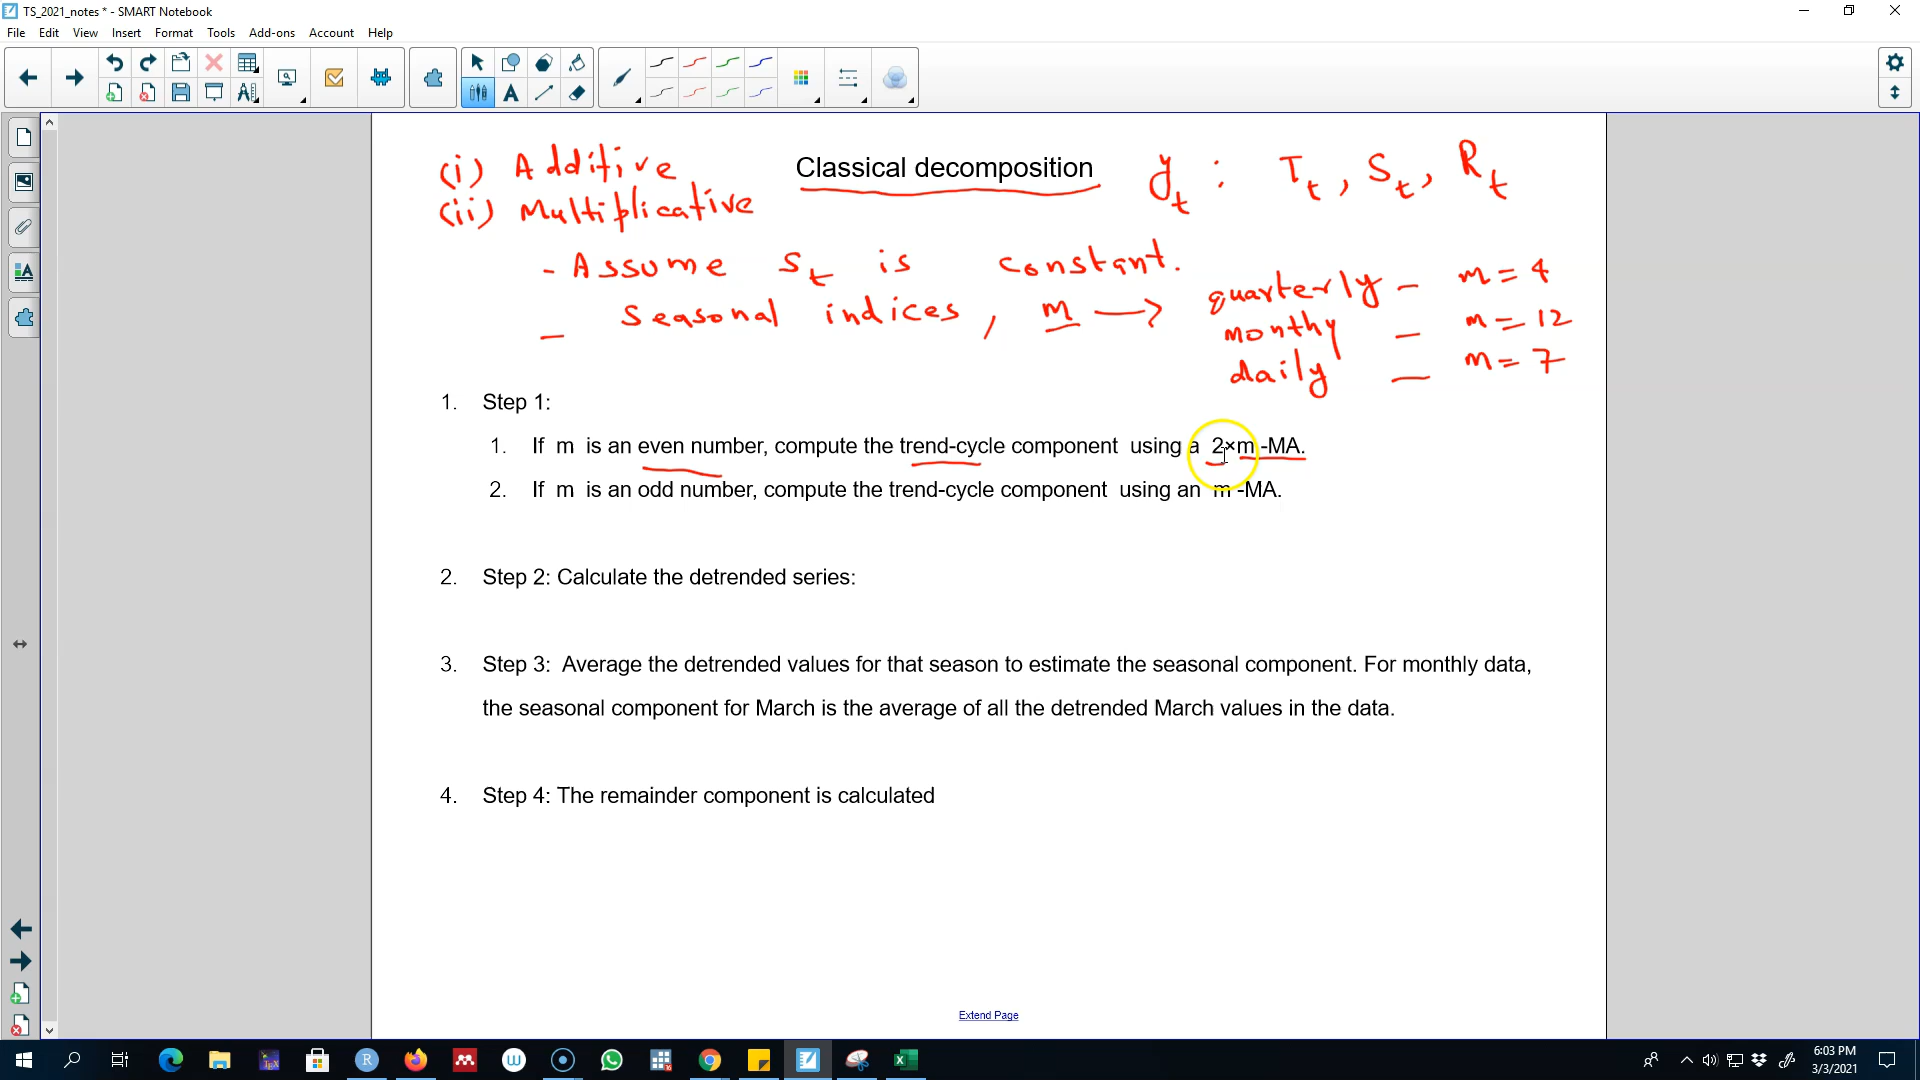 TS_2021_notes * - SMART Notebook
File Edit View Insert Format Tools Add-ons Account Help
(i) Additive
(ii) Multiplicative
Classical decomposition
y_t : T_t, S_t, R_t
- Assume S_t is constant.
- Seasonal indices, m → quarterly - m = 4
monthy - m = 12
daily - m = 7
1. Step 1:
1. If m is an even number, compute the trend-cycle component using a 2×m -MA.
2. If m is an odd number, compute the trend-cycle component using an m -MA.
2. Step 2: Calculate the detrended series:
3. Step 3: Average the detrended values for that season to estimate the seasonal component. For monthly data,
the seasonal component for March is the average of all the detrended March values in the data.
4. Step 4: The remainder component is calculated
Extend Page
6:03 PM
3/3/2021